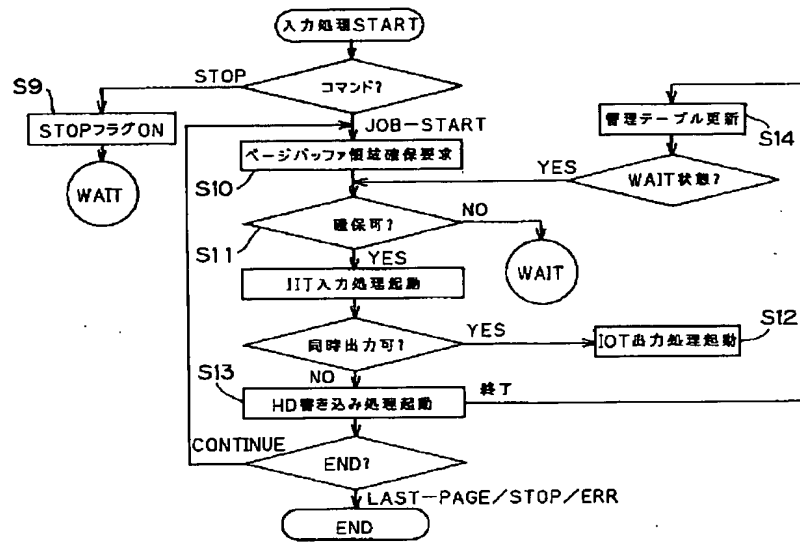 入力処理START
STOP
コマンド?
S9
STOPフラグON
JOB-START
管理テーブル更新
S14
ページバッファ領域確保要求
S10
YES
WAIT状態?
WAIT
確保可?
NO
S11
YES
WAIT
IIT入力処理起動
同時出力可?
YES
S12
IOT出力処理起動
NO
S13
HD書き込み処理起動
終了
CONTINUE
END?
LAST-PAGE/STOP/ERR
END